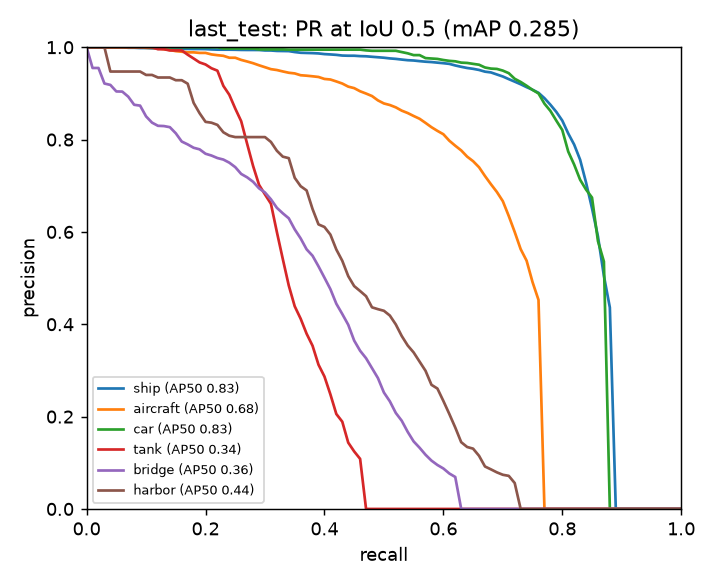 last_test: PR at IoU 0.5 (mAP 0.285)
1.0
0.8
0.6
0.4
0.2
0.0
precision
ship (AP50 0.83)
aircraft (AP50 0.68)
car (AP50 0.83)
tank (AP50 0.34)
bridge (AP50 0.36)
harbor (AP50 0.44)
0.0 0.2 0.4 0.6 0.8 1.0
recall